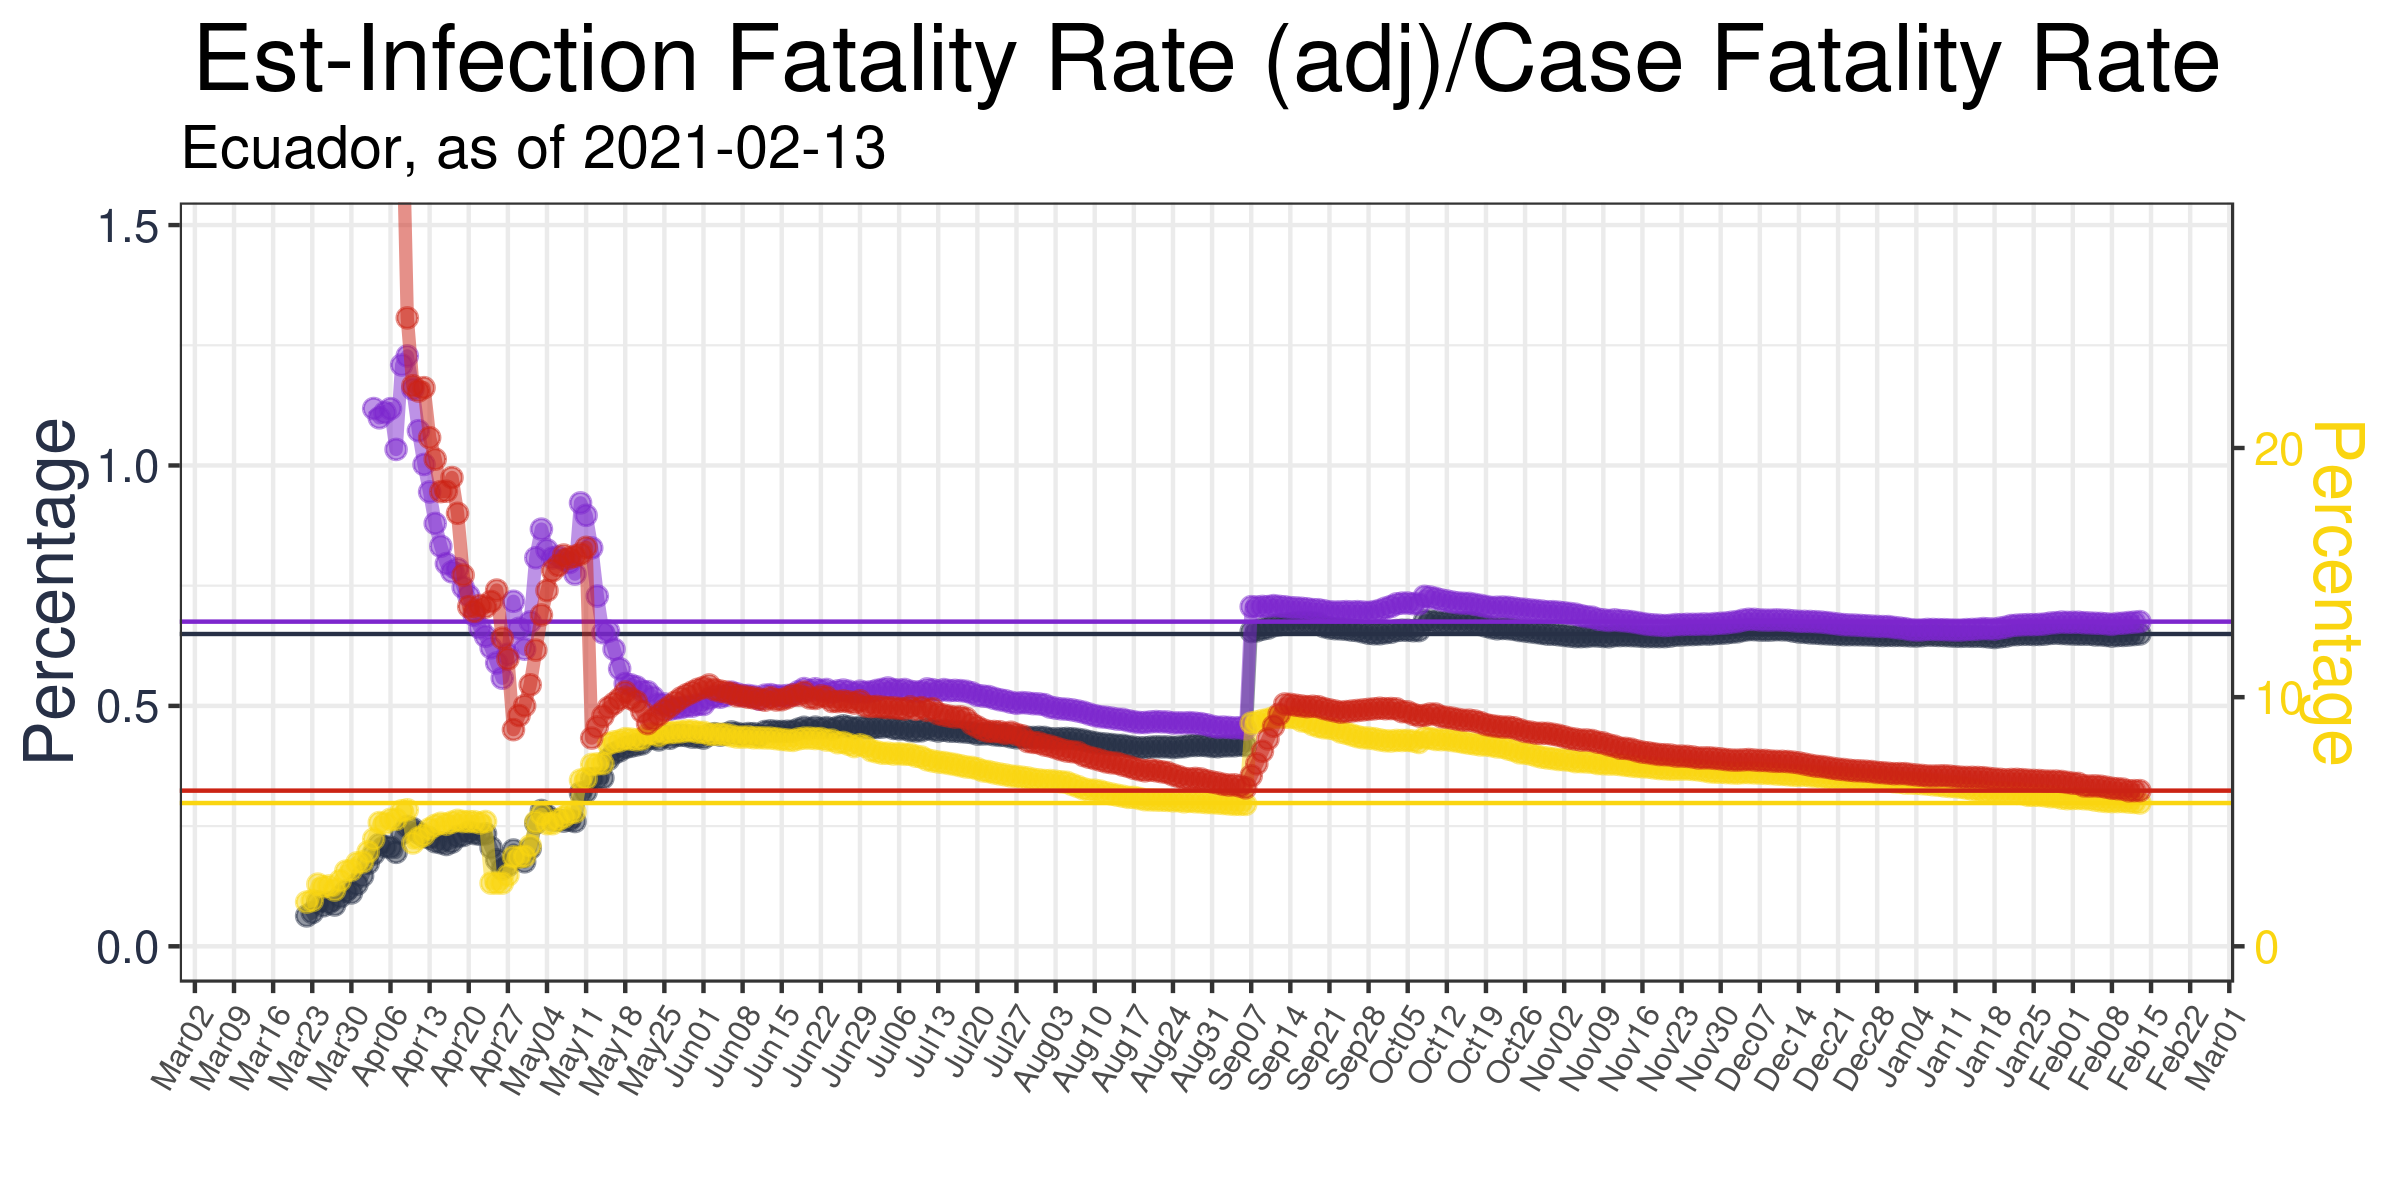 Est-Infection Fatality Rate (adj)/Case Fatality Rate
Ecuador, as of 2021-02-13
Percentage
1.5
1.0
0.5
0.0
20
10
0
Percentage
Mar02
Mar09
Mar16
Mar23
Mar30
Apr06
Apr13
Apr20
Apr27
May04
May11
May18
May25
Jun01
Jun08
Jun15
Jun22
Jun29
Jul06
Jul13
Jul20
Jul27
Aug03
Aug10
Aug17
Aug24
Aug31
Sep07
Sep14
Sep21
Sep28
Oct05
Oct12
Oct19
Oct26
Nov02
Nov09
Nov16
Nov23
Nov30
Dec07
Dec14
Dec21
Dec28
Jan04
Jan11
Jan18
Jan25
Feb01
Feb08
Feb15
Feb22
Mar01